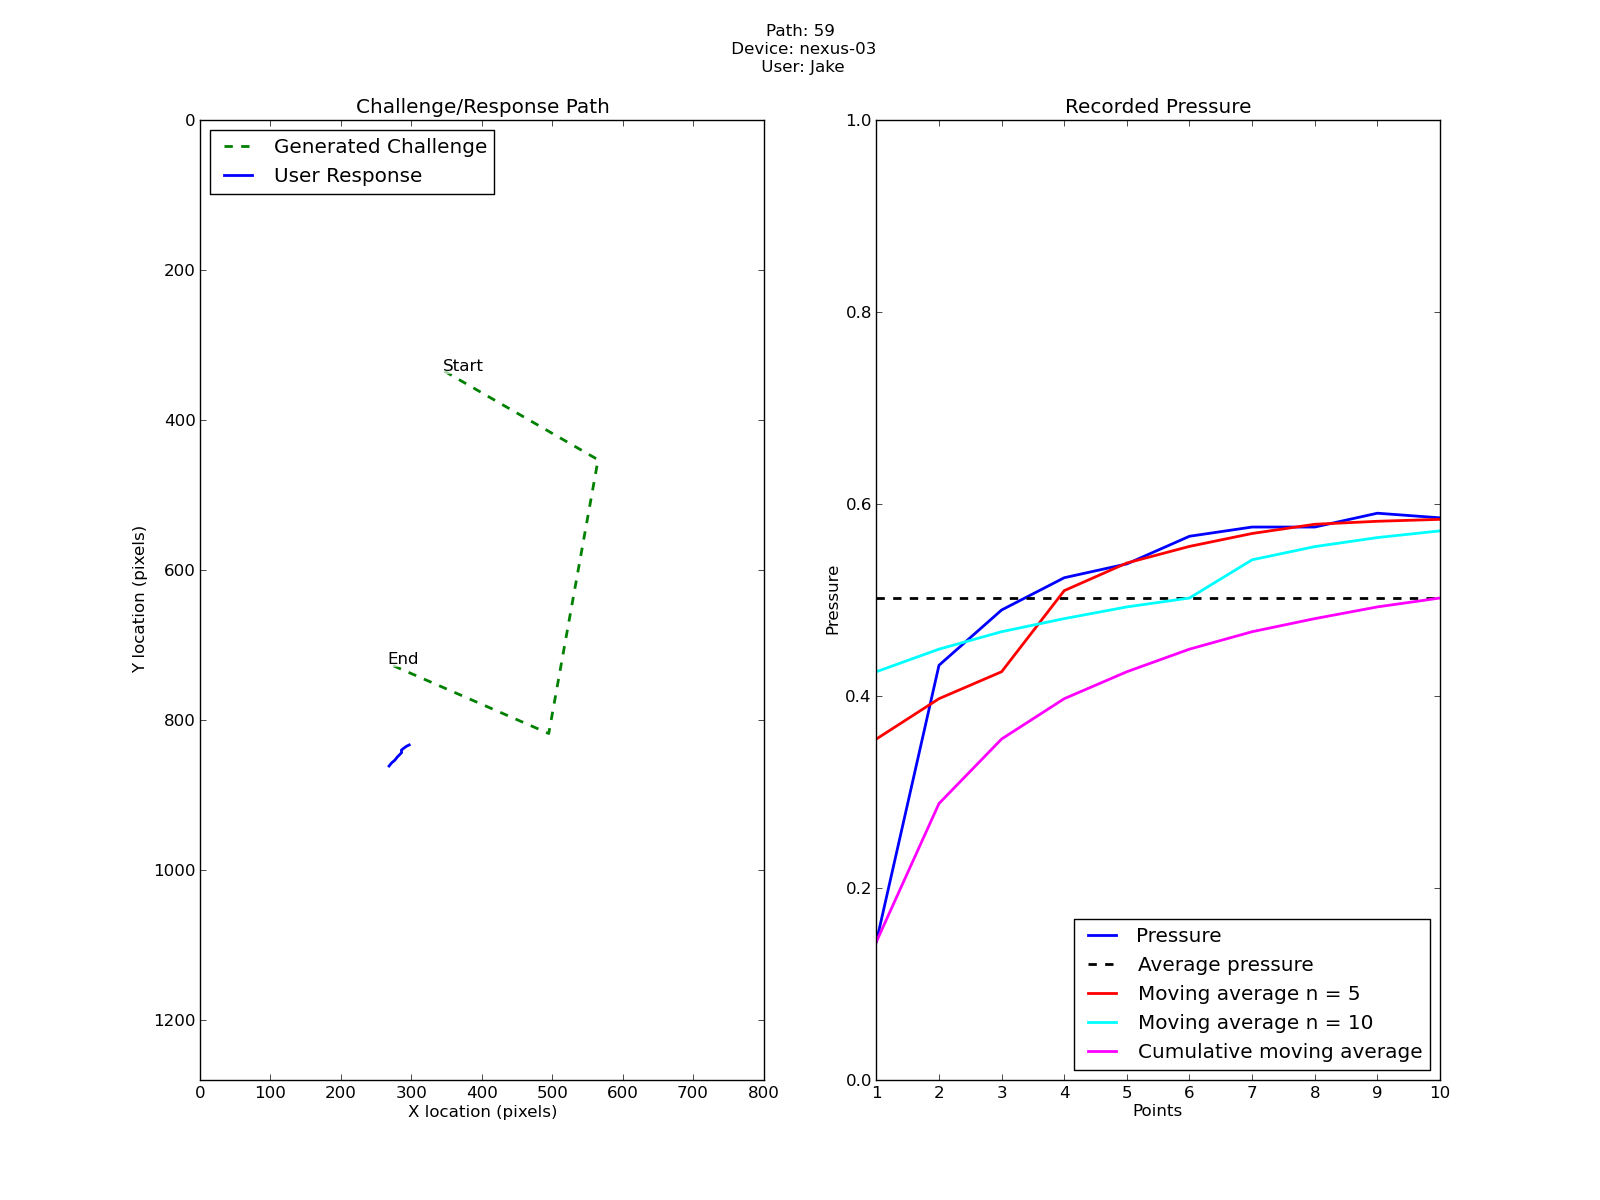 Path: 59
Device: nexus-03
User: Jake
Challenge/Response Path
Generated Challenge
User Response
Start
End
0
200
400
600
800
1000
1200
Y location (pixels)
0 100 200 300 400 500 600 700 800
X location (pixels)
Recorded Pressure
1.0
0.8
0.6
0.4
0.2
0.0
Pressure
Pressure
Average pressure
Moving average n = 5
Moving average n = 10
Cumulative moving average
1 2 3 4 5 6 7 8 9 10
Points